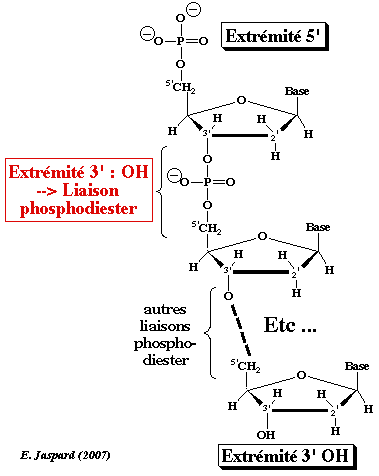 O
O P O
Extrémité 5'
O
5' CH2
O
Base
H
H
3'
H
2'
H
H
O
Extrémité 3' : OH
--> Liaison
phosphodiester
O P O
O
5' CH2
O
Base
H
H
3'
H
2'
H
H
O
autres
liaisons
phospho-
diester
Etc ...
5' CH2
O
Base
H
H
3'
H
2'
H
H
OH
E. Jaspard (2007)
Extrémité 3' OH